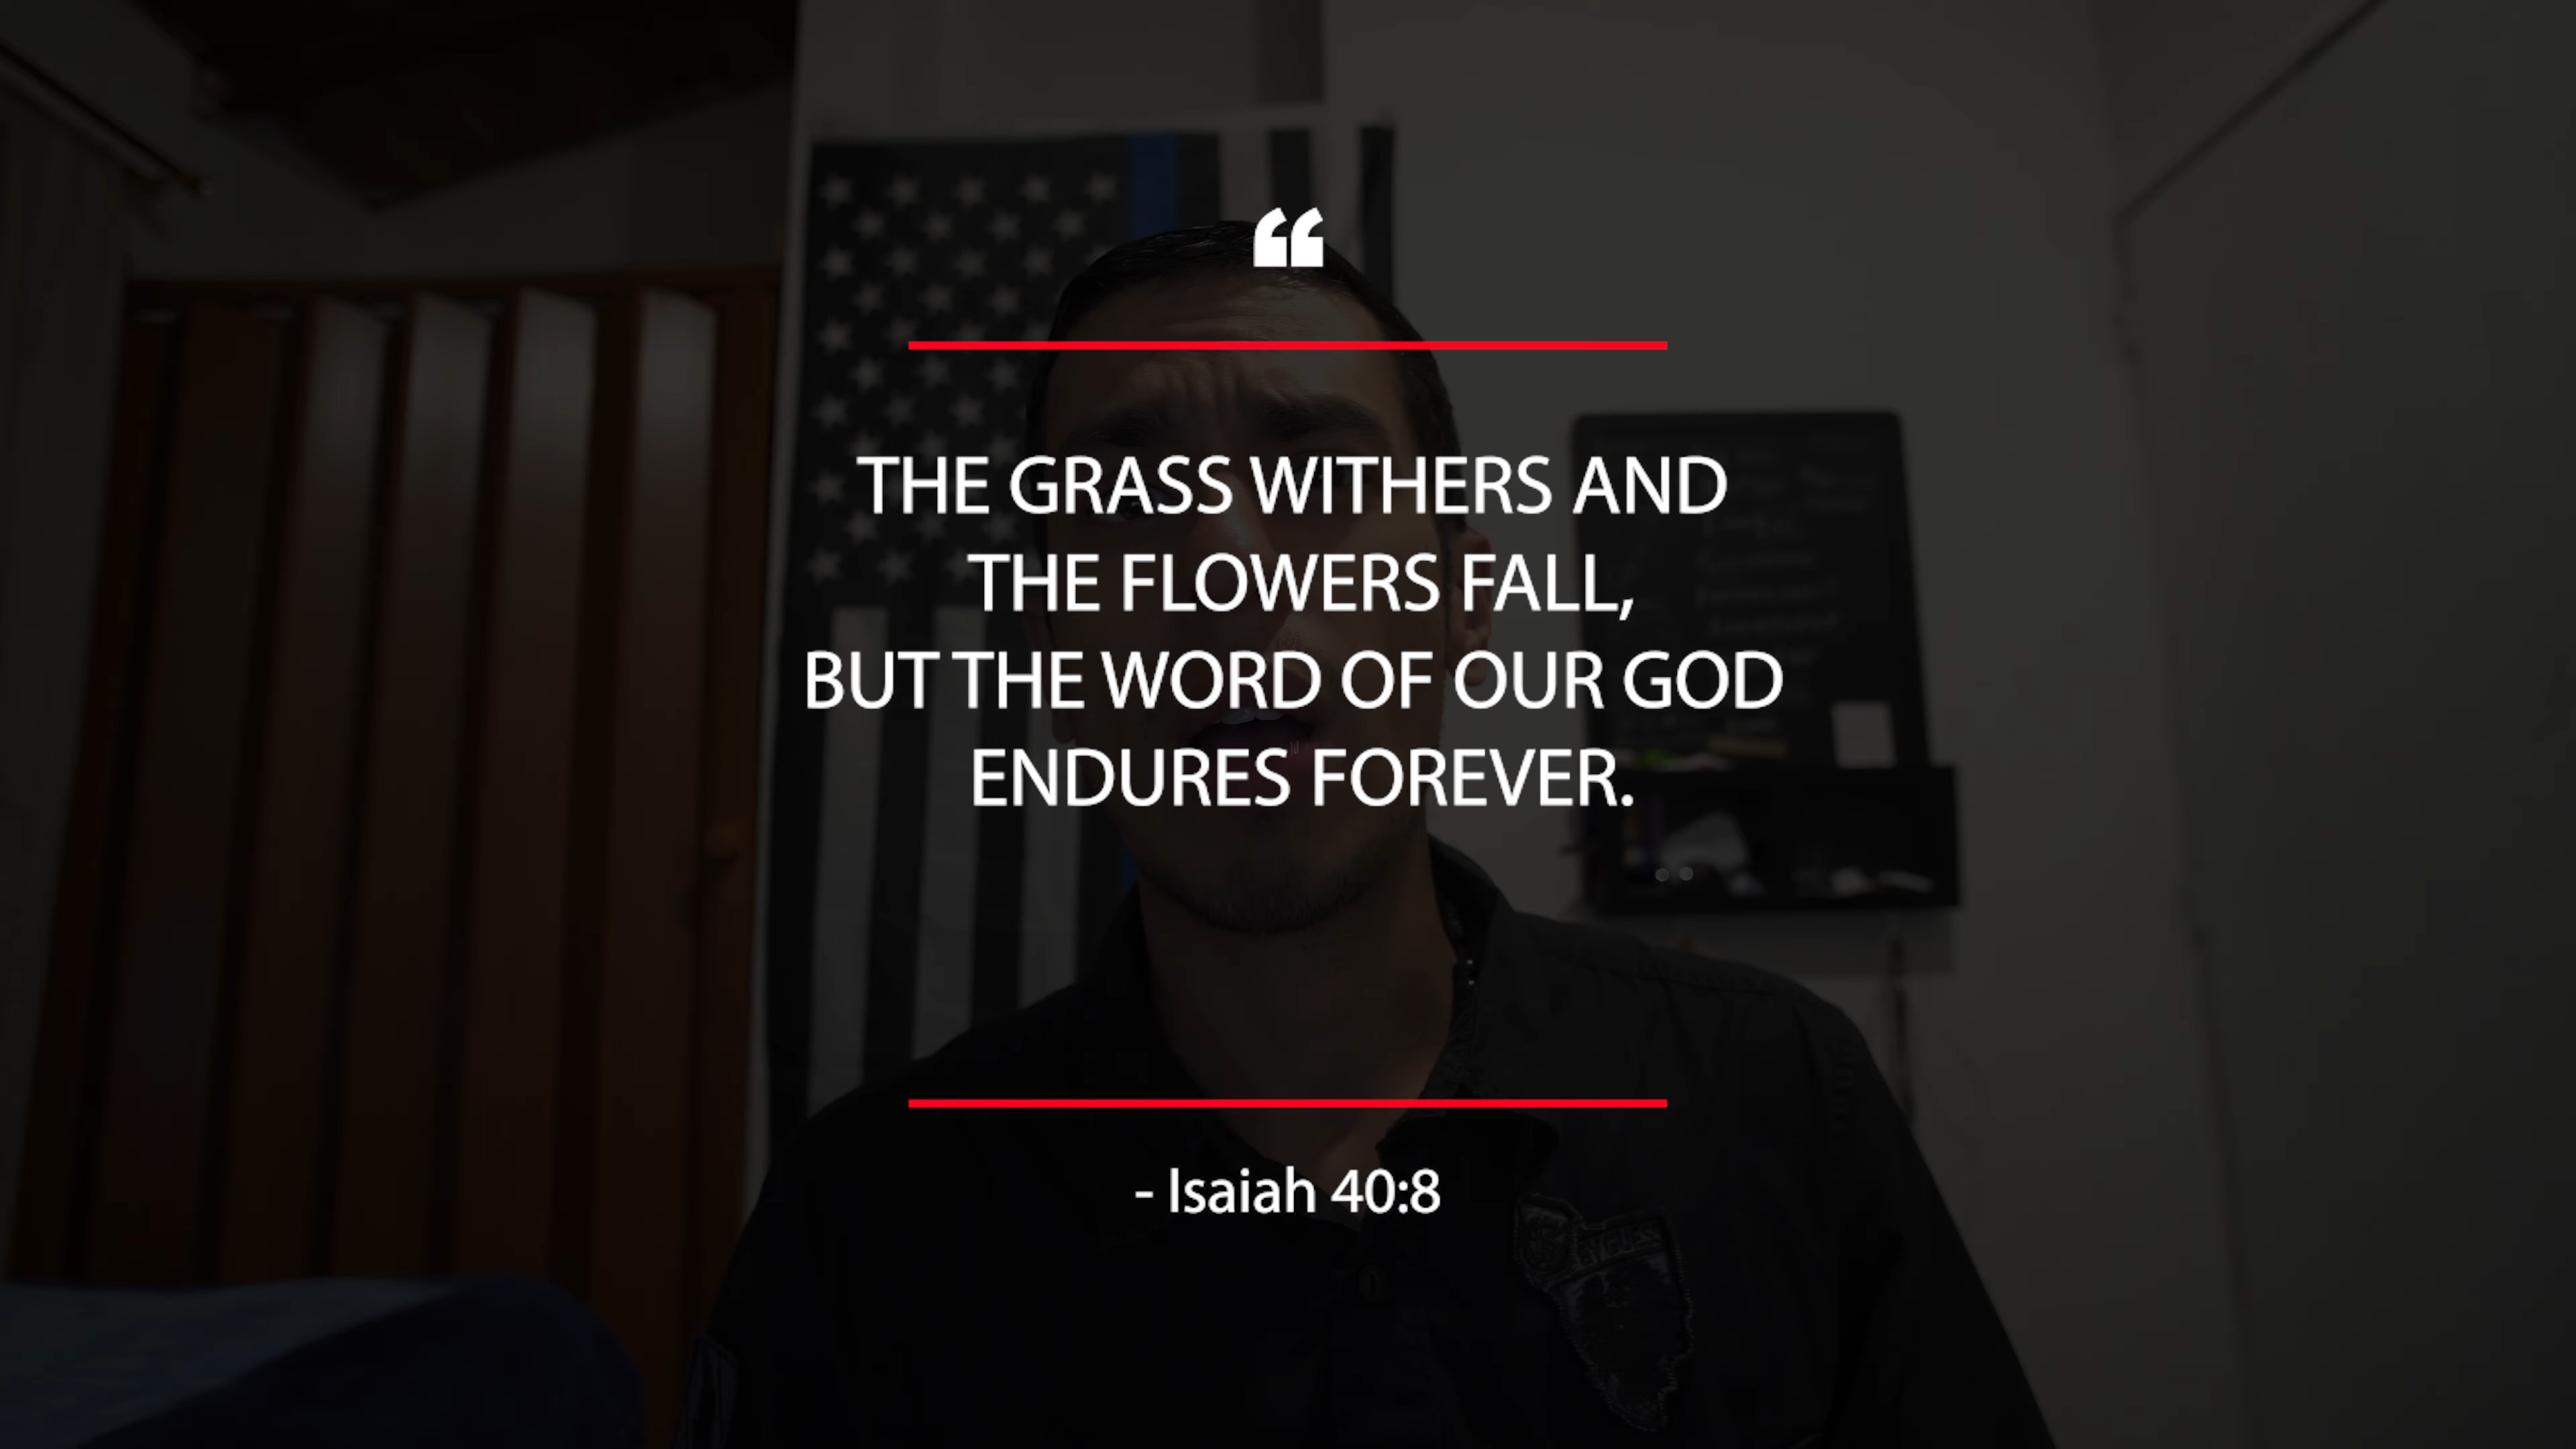 “
THE GRASS WITHERS AND
THE FLOWERS FALL,
BUT THE WORD OF OUR GOD
ENDURES FOREVER.
- Isaiah 40:8